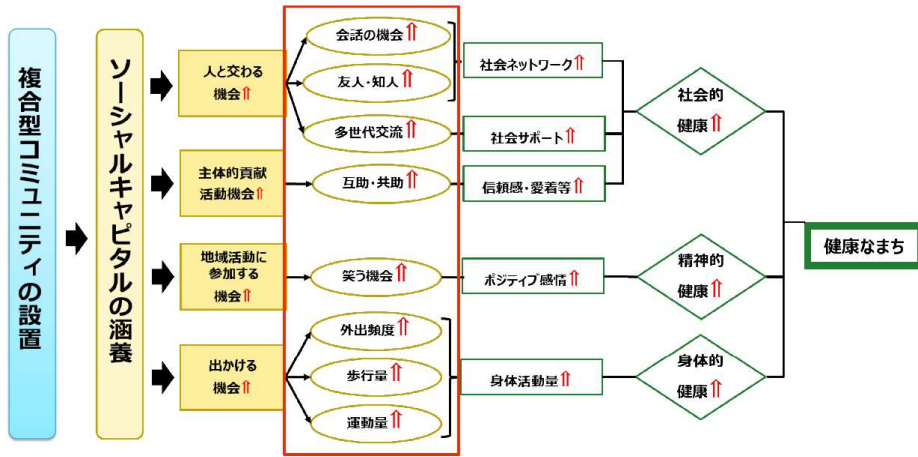 複合型コミュニティの設置
ソーシャルキャピタルの涵養
人と交わる
機会⇑
主体的貢献
活動機会⇑
地域活動に
参加する
機会⇑
出かける
機会⇑
会話の機会⇑
友人・知人⇑
多世代交流⇑
互助・共助⇑
笑う機会⇑
外出頻度⇑
歩行量⇑
運動量⇑
社会ネットワーク⇑
社会サポート⇑
信頼感・愛着等⇑
ポジティブ感情⇑
身体活動量⇑
社会的
健康⇑
精神的
健康⇑
身体的
健康⇑
健康なまち